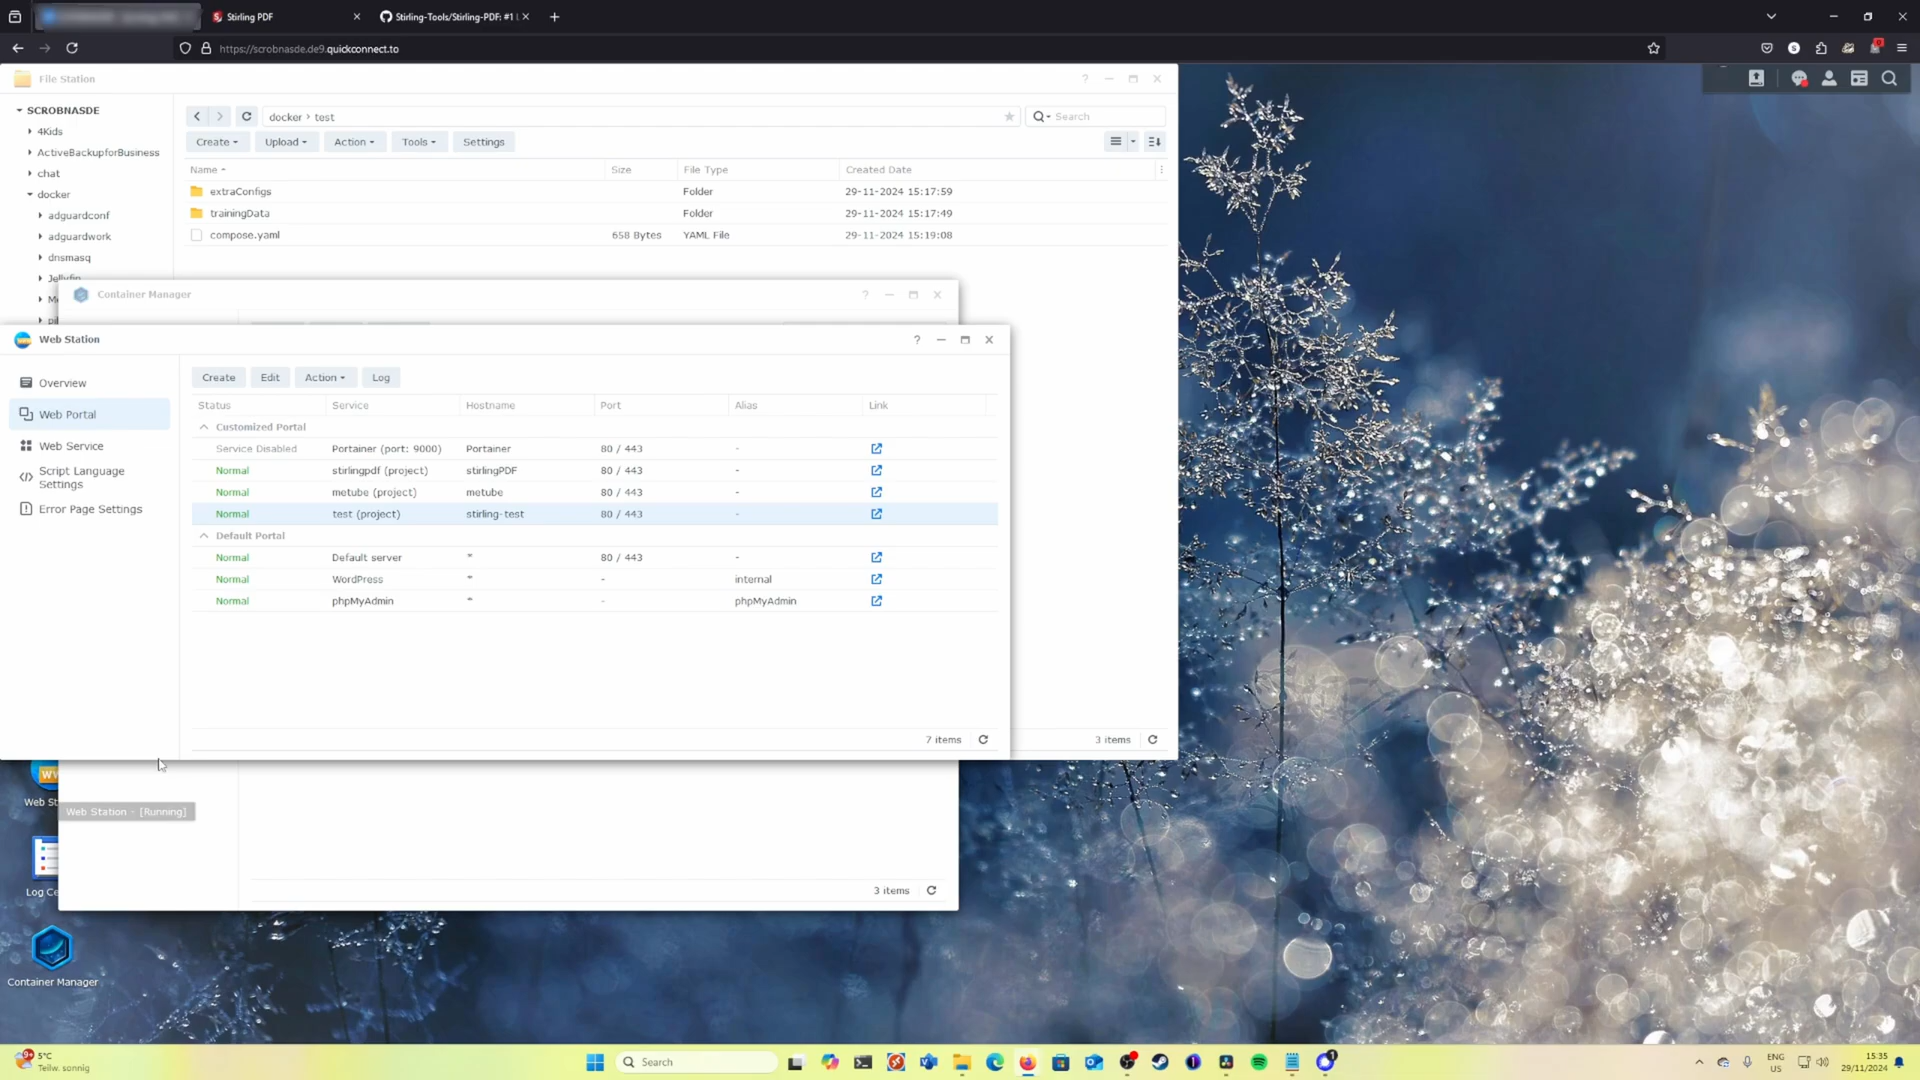 Stirling PDF
Stirling-Tools/Stirling-PDF: #1 L
https://scrobnasde.de9.quickconnect.to
File Station
SCROBNASDE
4Kids
ActiveBackupforBusiness
chat
docker
adguardconf
adguardwork
dnsmasq
docker › test
Search
Create
Upload
Action
Tools
Settings
Name Size File Type Created Date
extraConfigs Folder 29-11-2024 15:17:59
trainingData Folder 29-11-2024 15:17:49
compose.yaml 658 Bytes YAML File 29-11-2024 15:19:08
Container Manager
Web Station
Overview
Web Portal
Web Service
Script Language
Settings
Error Page Settings
Create Edit Action Log
Status Service Hostname Port Alias Link
Customized Portal
Service Disabled Portainer (port: 9000) Portainer 80 / 443 -
Normal stirlingpdf (project) stirlingPDF 80 / 443 -
Normal metube (project) metube 80 / 443 -
Normal test (project) stirling-test 80 / 443 -
Default Portal
Normal Default server * 80 / 443 -
Normal WordPress * - internal
Normal phpMyAdmin * - phpMyAdmin
7 items
3 items
Web St
Web Station - [Running]
Log Ce
3 items
Container Manager
5°C
Teilw. sonnig
Search
ENG
US
15:35
29/11/2024